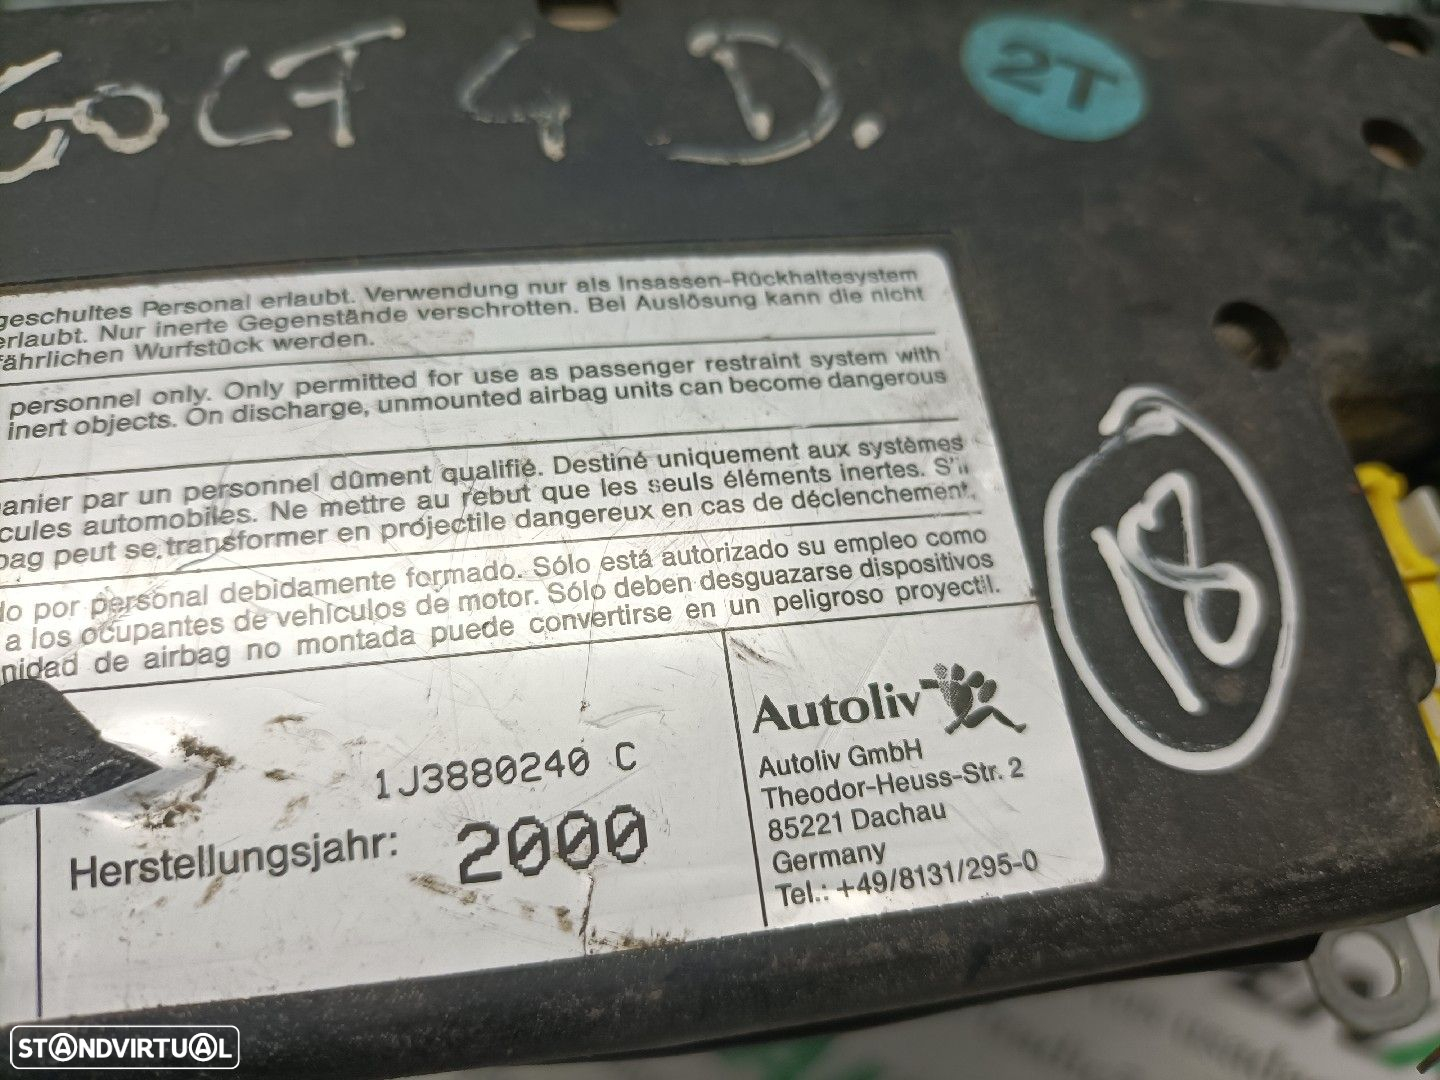 GOLF 4 D.
2T
geschultes Personal erlaubt. Verwendung nur als Insassen-Rückhaltesystem
erlaubt. Nur inerte Gegenstände verschrotten. Bei Auslösung kann die nicht
fährlichen Wurfstück werden.
personnel only. Only permitted for use as passenger restraint system with
inert objects. On discharge, unmounted airbag units can become dangerous
anier par un personnel dûment qualifié. Destiné uniquement aux systèmes
cules automobiles. Ne mettre au rebut que les seuls éléments inertes. S'il
bag peut se transformer en projectile dangereux en cas de déclenchement.
do por personal debidamente formado. Sólo está autorizado su empleo como
a los ocupantes de vehículos de motor. Sólo deben desguazarse dispositivos
nidad de airbag no montada puede convertirse en un peligroso proyectil.
18
1J3880240 C
Herstellungsjahr: 2000
Autoliv
Autoliv GmbH
Theodor-Heuss-Str. 2
85221 Dachau
Germany
Tel.: +49/8131/295-0
STANDVIRTUAL